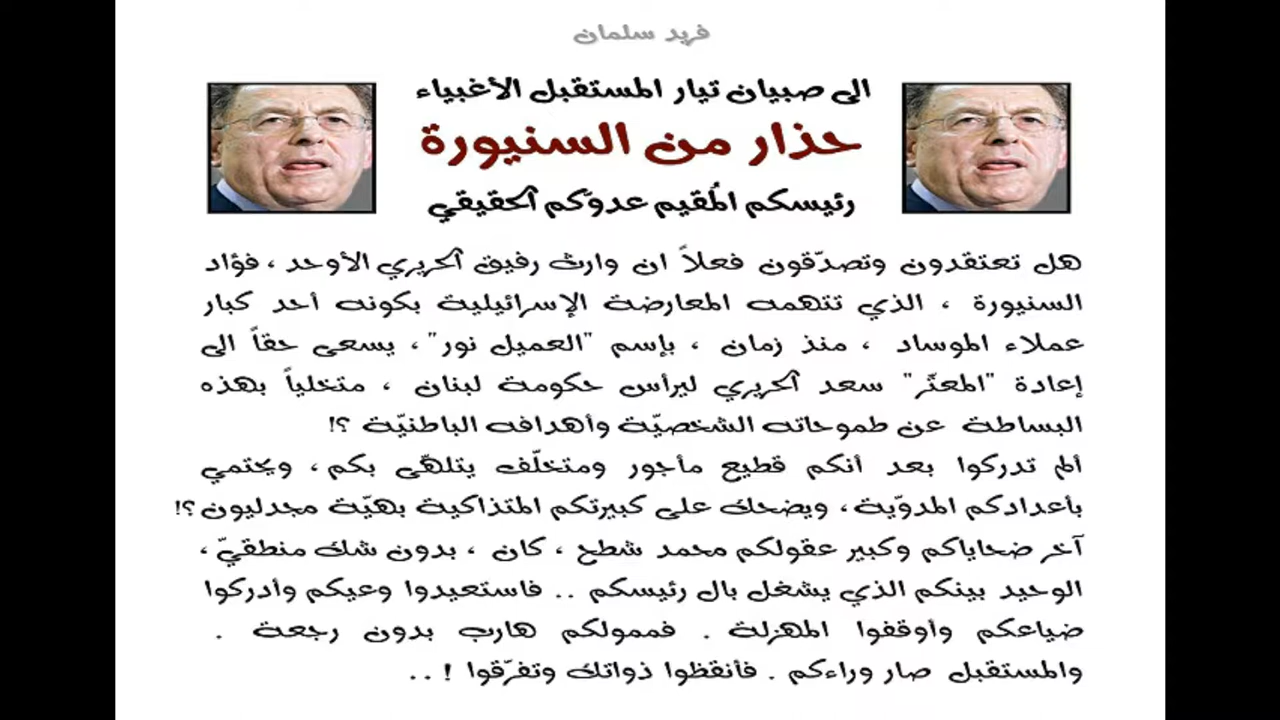 فريد سلمان
الى صبيان تيار المستقبل الأغبياء
حذار من السنيورة
رئيسكم المُقيم عدوّكم الحقيقي
هل تعتقدون وتصدّقون فعلاً ان وارث رفيق الحريري الأوحد ، فؤاد
السنيورة ، الذي تتهمه المعارضة الإسرائيلية بكونه أحد كبار
عملاء الموساد ، منذ زمان ، بإسم "العميل نور" ، يسعى حقاً الى
إعادة "المعتّر" سعد الحريري ليرأس حكومة لبنان ، متخلياً بهذه
البساطة عن طموحاته الشخصيّة وأهدافه الباطنيّة ؟!
ألم تدركوا بعد أنكم قطيع مأجور ومتخلّف يتلهّى بكم ، ويحتمي
بأعدادكم المدوّية ، ويضحك على كبيرتكم المتذاكية بهيّة مجدليون ؟!
آخر ضحاياكم وكبير عقولكم محمد شطح ، كان ، بدون شك منطقيّ ،
الوحيد بينكم الذي يشغل بال رئيسكم .. فاستعيدوا وعيكم وأدركوا
ضياعكم وأوقفوا المهزلة . فممولكم هارب بدون رجعة .
والمستقبل صار وراءكم . فأنقظوا ذواتك وتفرّقوا ! ..